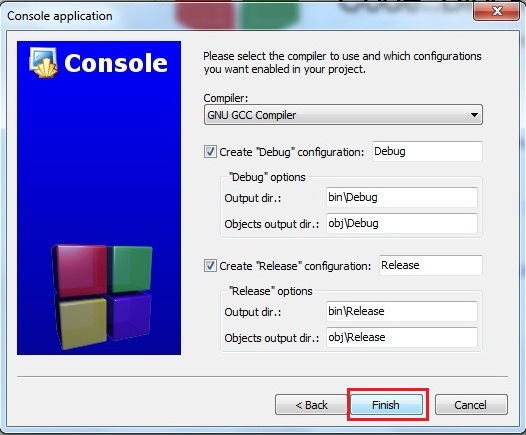 Console application
Console
Please select the compiler to use and which configurations
you want enabled in your project.
Compiler:
GNU GCC Compiler
Create "Debug" configuration: Debug
"Debug" options
Output dir.: bin\Debug
Objects output dir.: obj\Debug
Create "Release" configuration: Release
"Release" options
Output dir.: bin\Release
Objects output dir.: obj\Release
< Back Finish Cancel